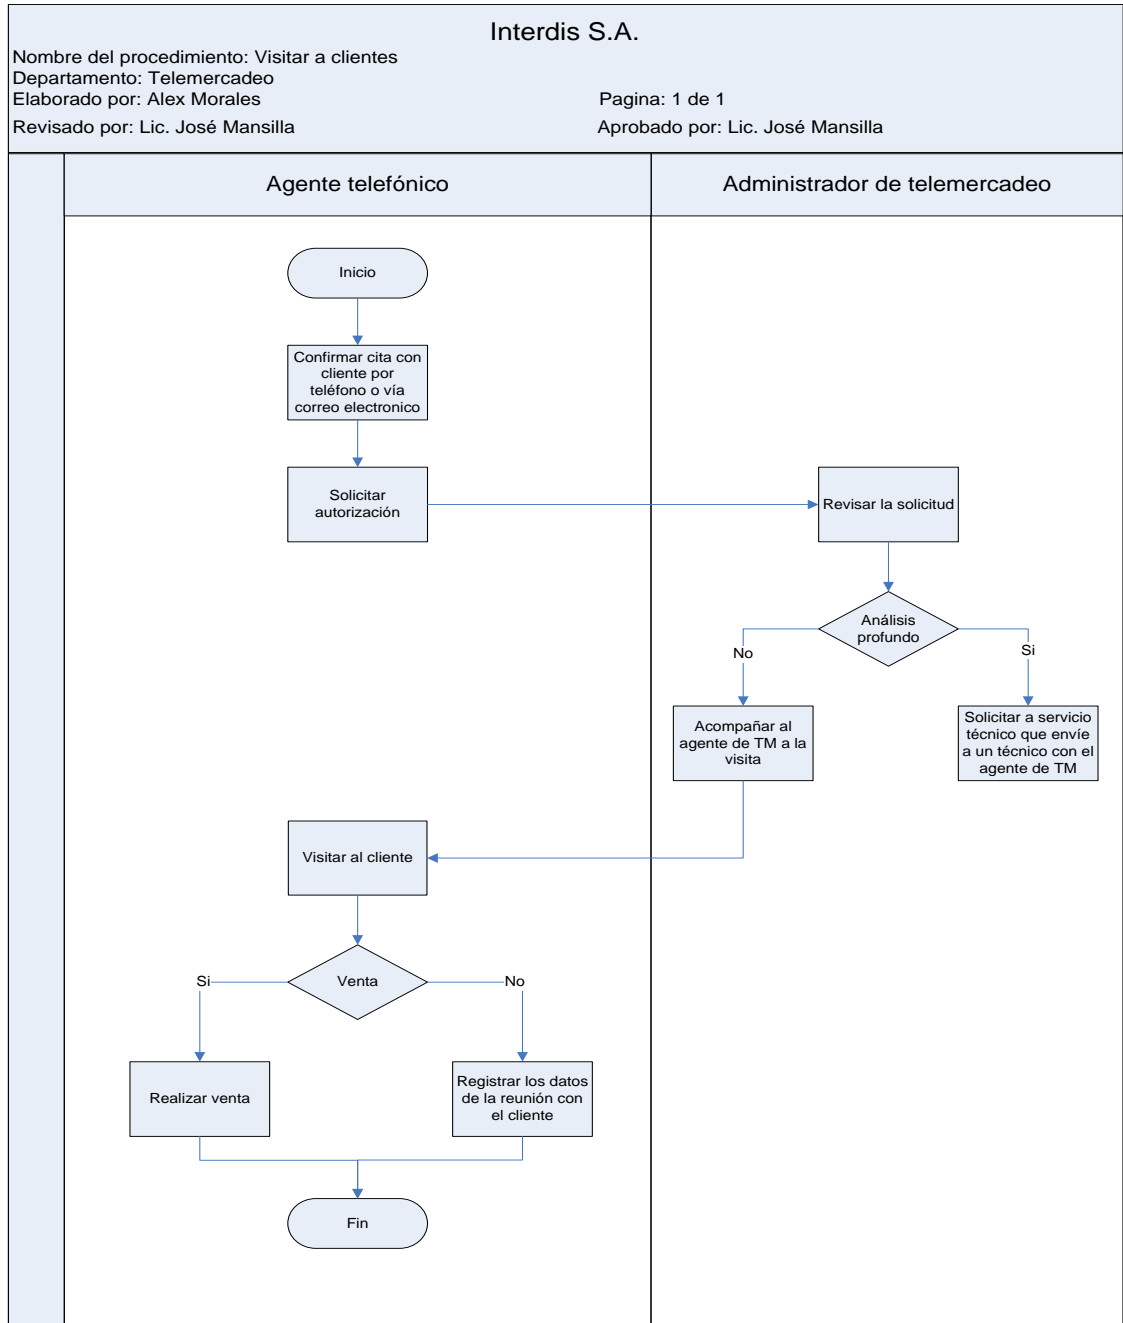 Interdis S.A.
Nombre del procedimiento: Visitar a clientes
Departamento: Telemercadeo
Elaborado por: Alex Morales
Pagina: 1 de 1
Revisado por: Lic. José Mansilla
Aprobado por: Lic. José Mansilla
Agente telefónico
Administrador de telemercadeo
Inicio
Confirmar cita con
cliente por
teléfono o vía
correo electronico
Solicitar
autorización
Revisar la solicitud
Análisis
profundo
No
Si
Acompañar al
agente de TM a la
visita
Solicitar a servicio
técnico que envíe
a un técnico con el
agente de TM
Visitar al cliente
Venta
Si
No
Realizar venta
Registrar los datos
de la reunión con
el cliente
Fin